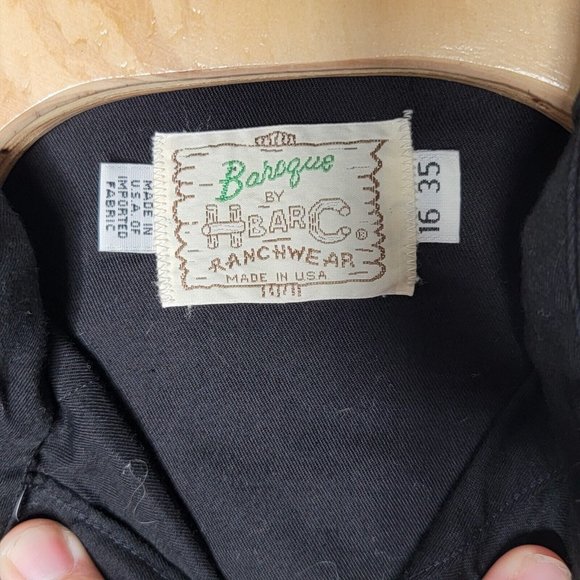 Baroque
BY
H BAR C ®
RANCHWEAR
MADE IN USA
MADE IN
U.S.A. OF
IMPORTED
FABRIC
16 35